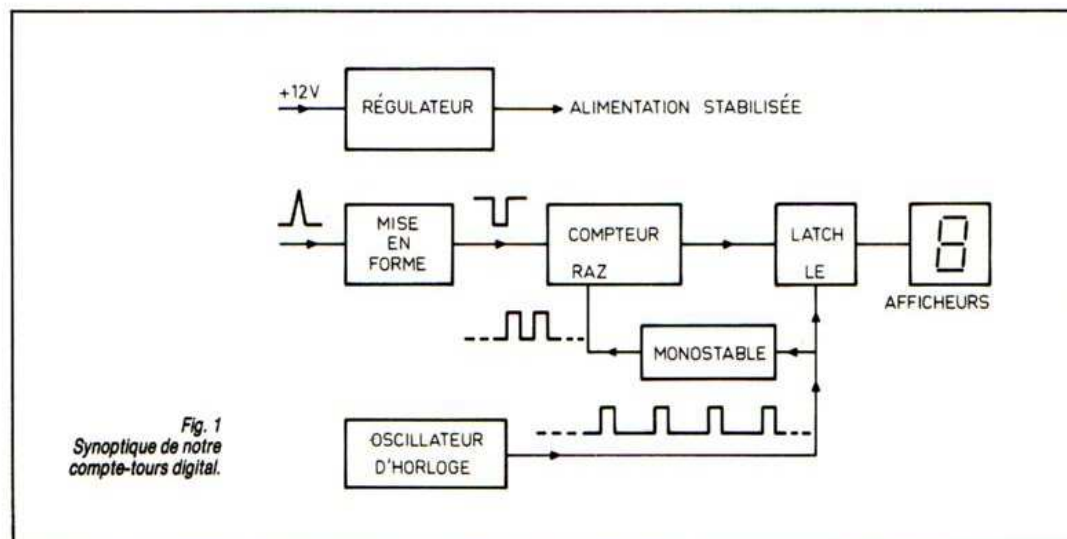 +12V
RÉGULATEUR
ALIMENTATION STABILISÉE
MISE
EN
FORME
COMPTEUR
RAZ
LATCH
LE
AFFICHEURS
MONOSTABLE
OSCILLATEUR
D'HORLOGE
Fig. 1
Synoptique de notre
compte-tours digital.